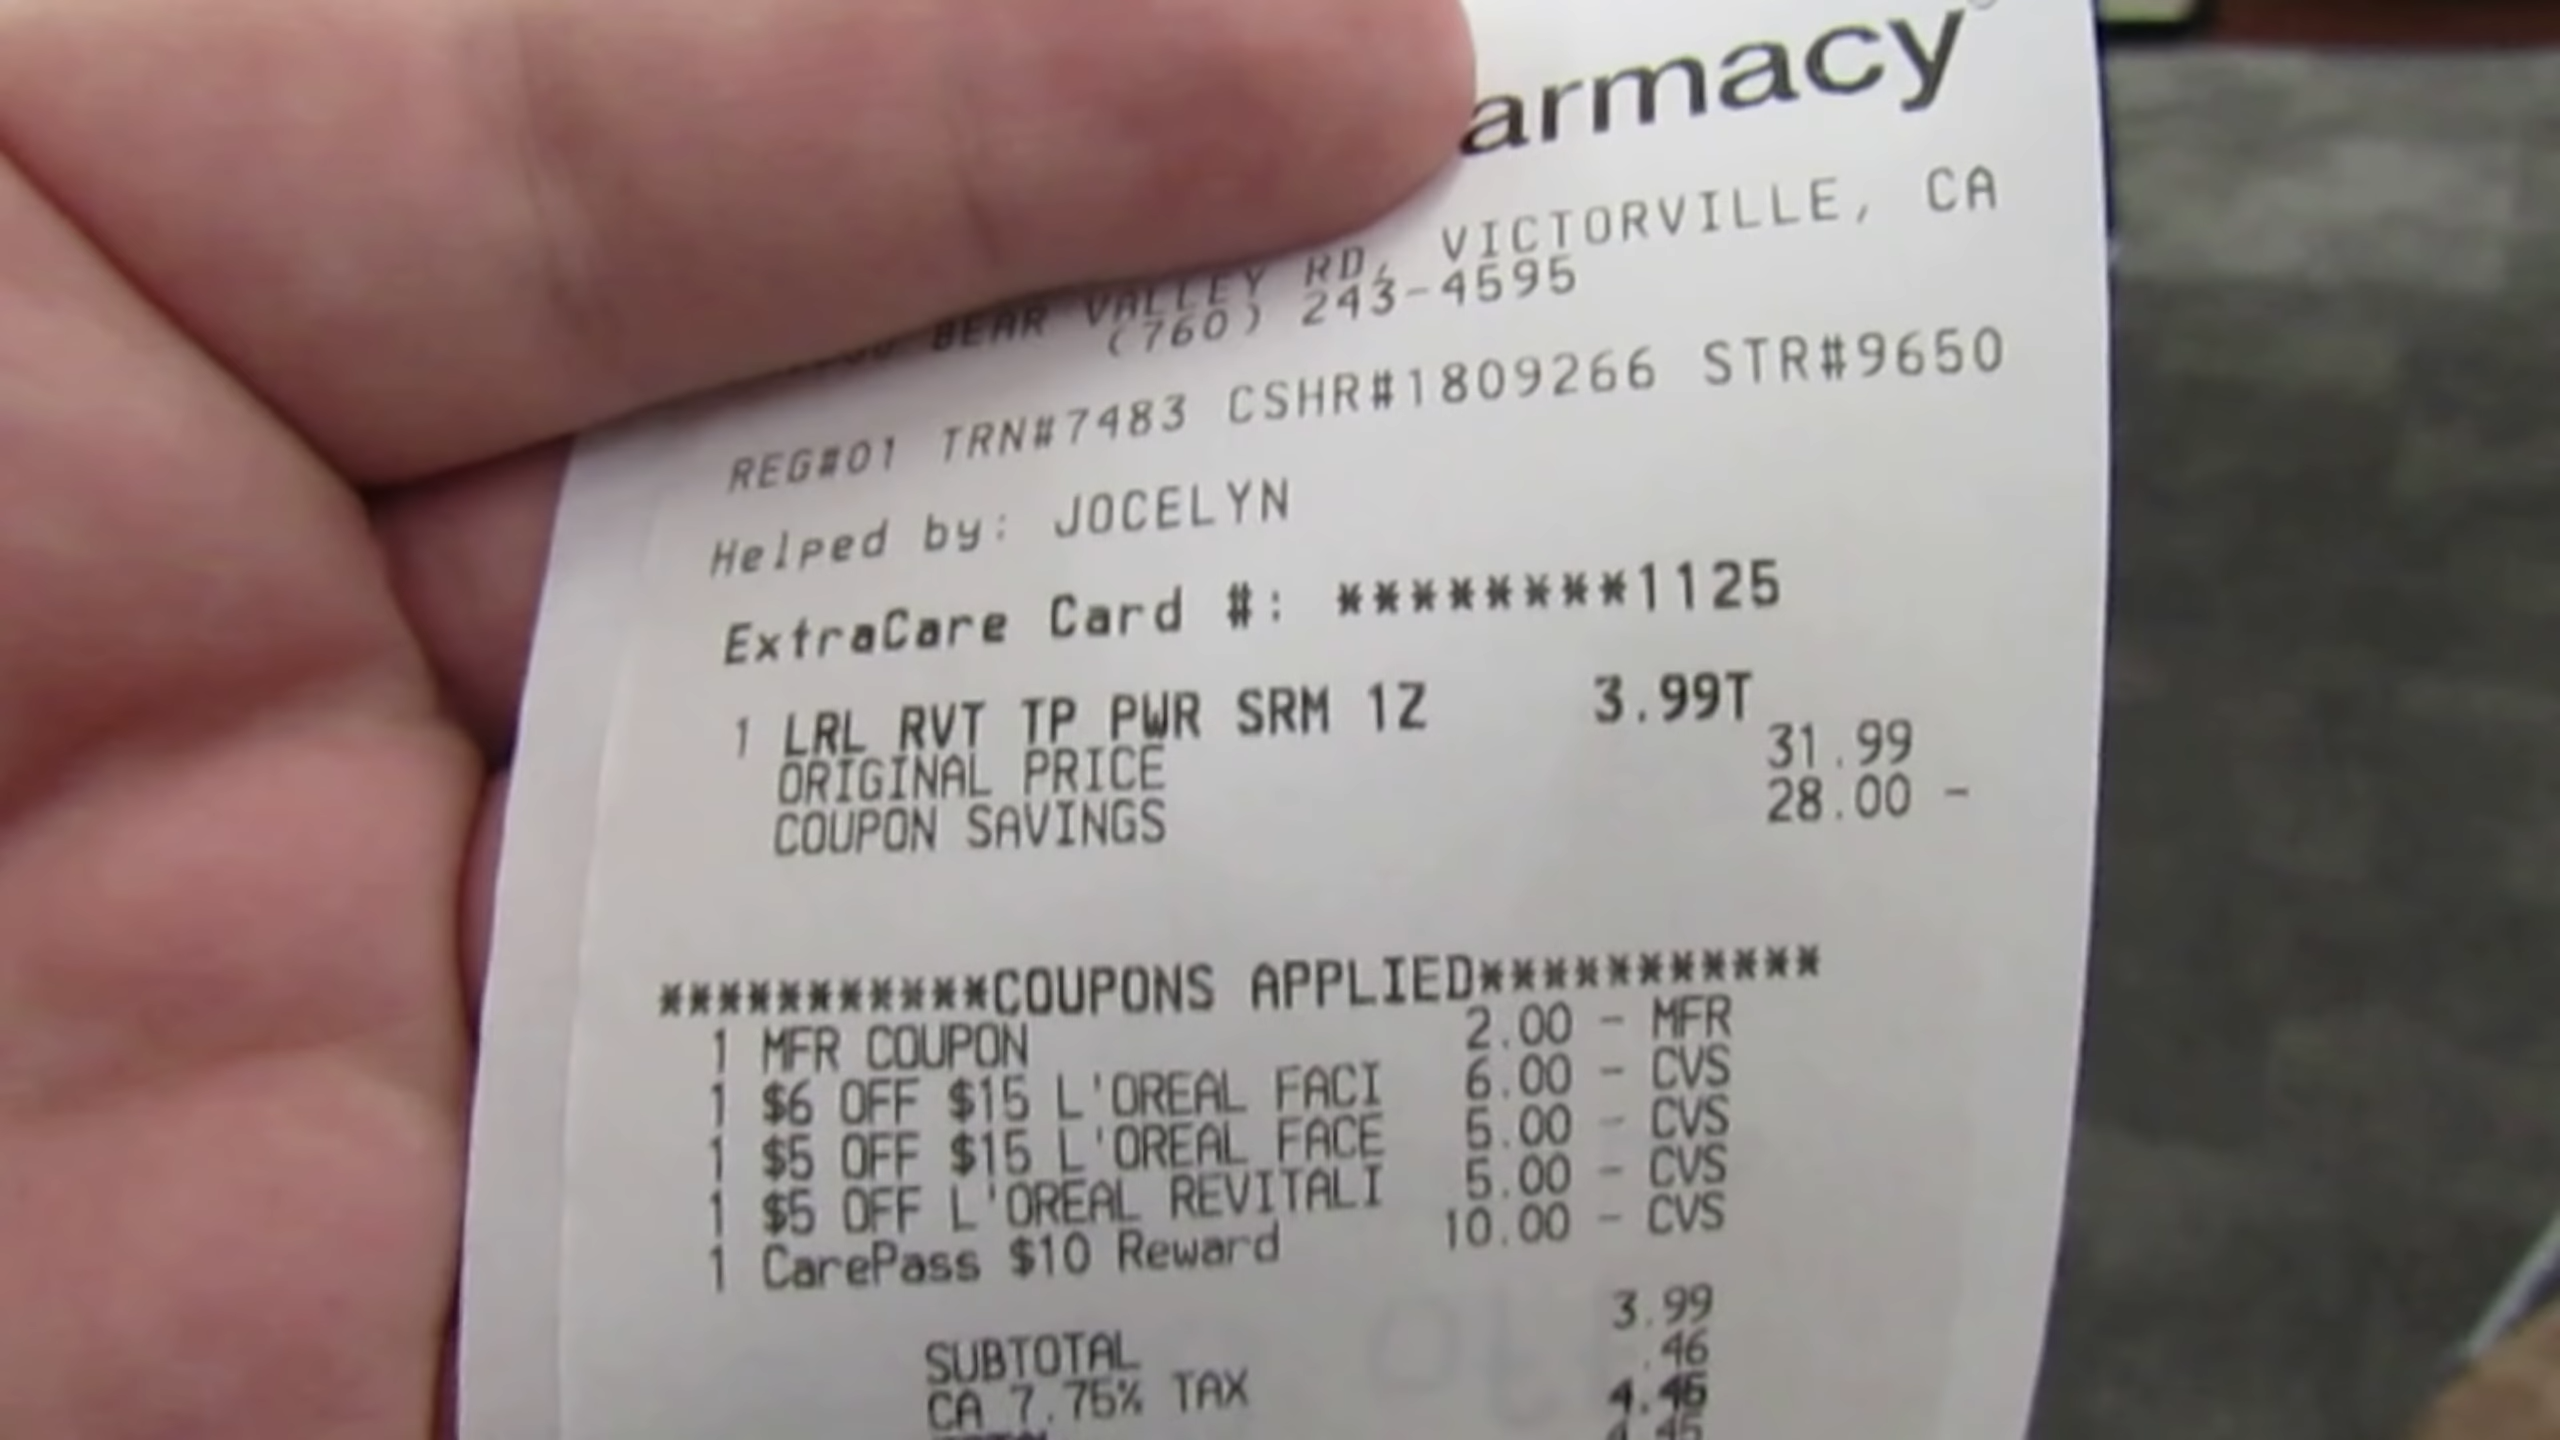 armacy
BEAR VALLEY RD, VICTORVILLE, CA
(760) 243-4595
REG#01 TRN#7483 CSHR#1809266 STR#9650
Helped by: JOCELYN
ExtraCare Card #: ********1125
1 LRL RVT TP PWR SRM 1Z 3.99T
ORIGINAL PRICE 31.99
COUPON SAVINGS 28.00 -
***********COUPONS APPLIED***********
1 MFR COUPON 2.00 - MFR
1 $6 OFF $15 L'OREAL FACI 6.00 - CVS
1 $5 OFF $15 L'OREAL FACE 5.00 - CVS
1 $5 OFF L'OREAL REVITALI 5.00 - CVS
1 CarePass $10 Reward 10.00 - CVS
SUBTOTAL 3.99
CA 7.75% TAX .46
4.45